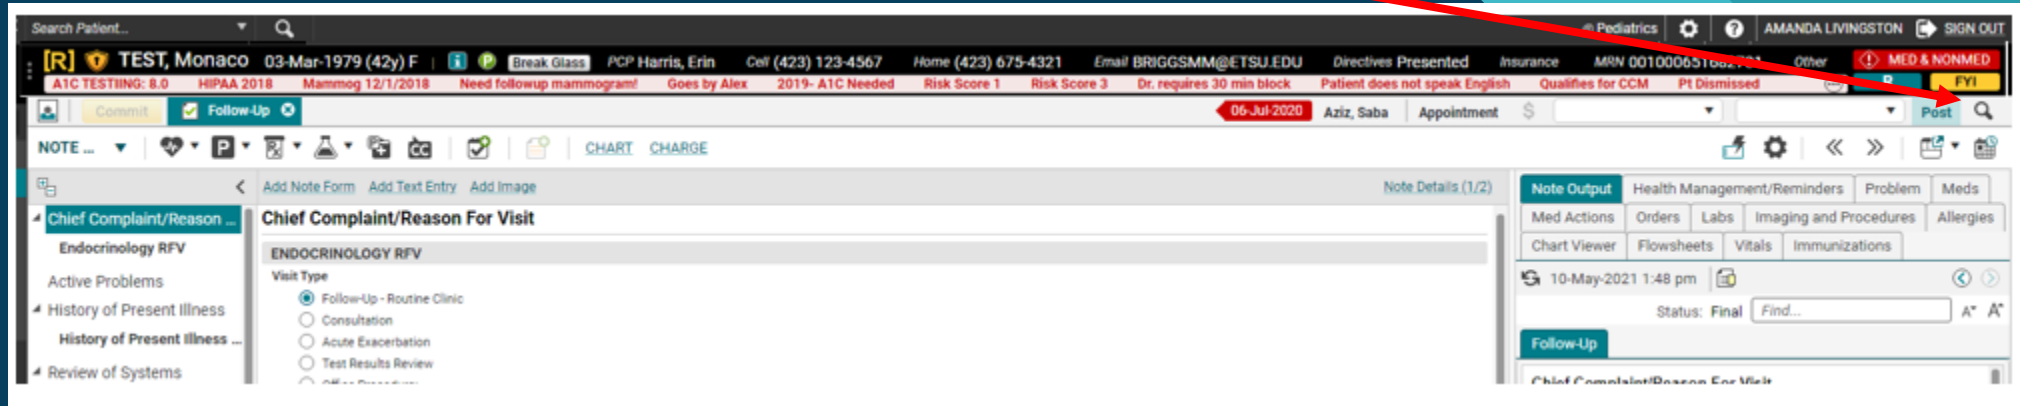 Search Patient...
Pediatrics AMANDA LIVINGSTON SIGN OUT
[R] TEST, Monaco 03-Mar-1979 (42y) F Break Glass PCP Harris, Erin Cell (423) 123-4567 Home (423) 675-4321 Email BRIGGSMM@ETSU.EDU Directives Presented Insurance MRN Other MED & NONMED
A1C TESTIING: 8.0 HIPAA 2018 Mammog 12/1/2018 Need followup mammogram! Goes by Alex 2019- A1C Needed Risk Score 1 Risk Score 3 Dr. requires 30 min block Patient does not speak English Qualifies for CCM Pt Dismissed FYI
Commit Follow-Up 06-Jul-2020 Aziz, Saba Appointment $ Post
NOTE ... CHART CHARGE
Add Note Form Add Text Entry Add Image Note Details (1/2)
Chief Complaint/Reason ...
Endocrinology RFV
Active Problems
History of Present Illness
History of Present Illness ...
Review of Systems
Chief Complaint/Reason For Visit
ENDOCRINOLOGY RFV
Visit Type
Follow-Up - Routine Clinic
Consultation
Acute Exacerbation
Test Results Review
Note Output Health Management/Reminders Problem Meds
Med Actions Orders Labs Imaging and Procedures Allergies
Chart Viewer Flowsheets Vitals Immunizations
10-May-2021 1:48 pm
Status: Final Find...
Follow-Up
Chief Complaint/Reason For Visit